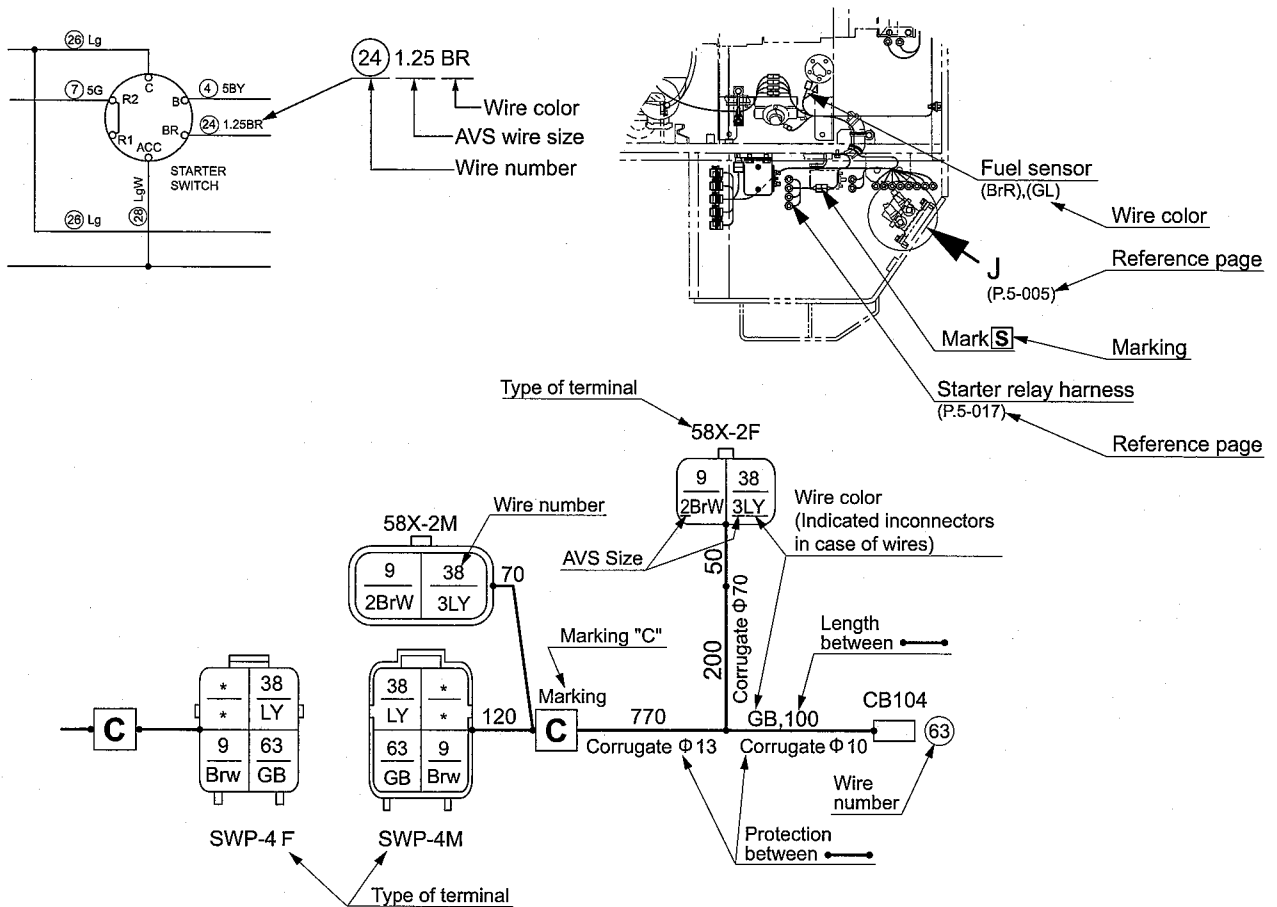 26 Lg
7 5G
R2
C
B
4 5BY
BR
24 1.25BR
R1
ACC
STARTER
SWITCH
28 LgW
26 Lg
24 1.25 BR
Wire color
AVS wire size
Wire number
Fuel sensor
(BrR),(GL)
Wire color
J
Reference page
(P.5-005)
Mark S
Marking
Starter relay harness
(P.5-017)
Reference page
Type of terminal
58X-2F
9 38
2BrW 3LY
Wire color
(Indicated inconnectors
in case of wires)
Wire number
AVS Size
58X-2M
9 38
2BrW 3LY
70
50
200
Corrugate Φ70
Marking "C"
Length
between
Marking
C
* 38
* LY
9 63
Brw GB
SWP-4 F
38 *
LY *
63 9
GB Brw
SWP-4M
120
C
770
Corrugate Φ13
GB,100
Corrugate Φ10
CB104
63
Wire
number
Protection
between
Type of terminal